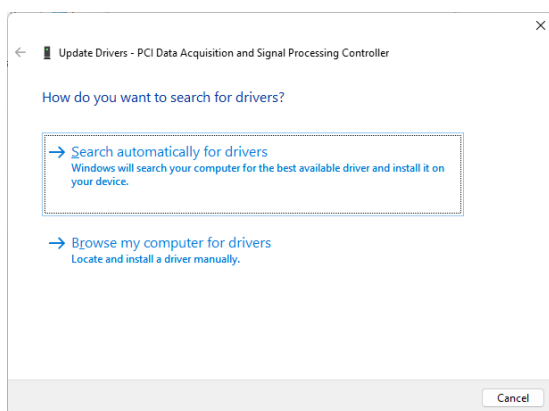 Update Drivers - PCI Data Acquisition and Signal Processing Controller
How do you want to search for drivers?
Search automatically for drivers
Windows will search your computer for the best available driver and install it on
your device.
Browse my computer for drivers
Locate and install a driver manually.
Cancel